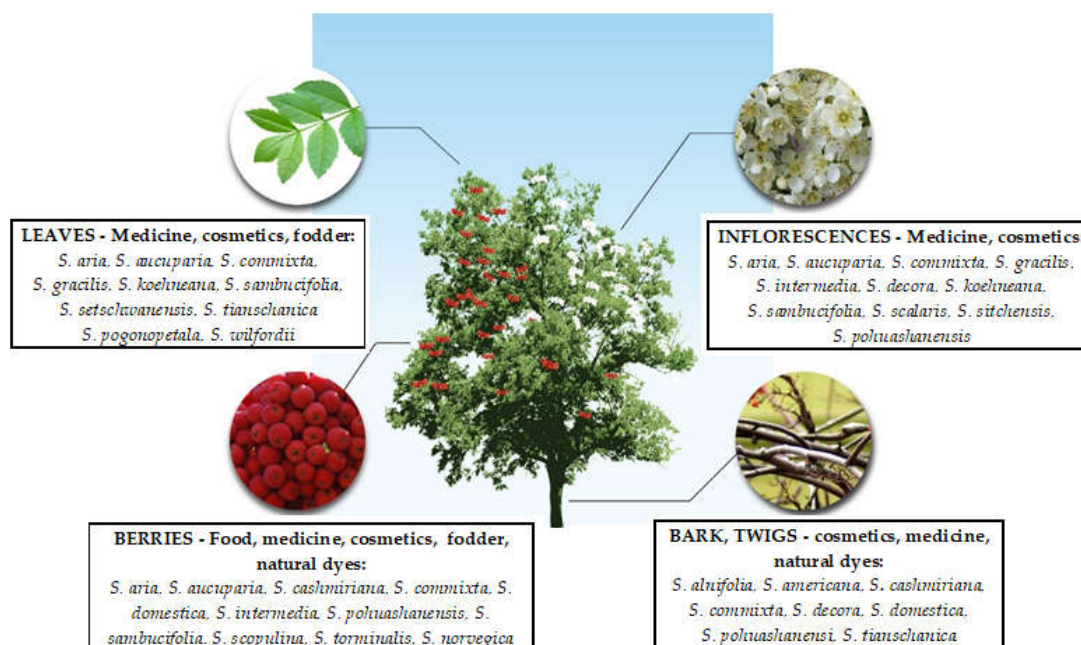 LEAVES - Medicine, cosmetics, fodder:
S. aria, S. aucuparia, S. commixta,
S. gracilis, S. koehneana, S. sambucifolia,
S. setschwanensis, S. tianschanica
S. pogonopetala, S. wilfordii
INFLORESCENCES - Medicine, cosmetics
S. aria, S. aucuparia, S. commixta, S. gracilis,
S. intermedia, S. decora, S. koehneana,
S. sambucifolia, S. scalaris, S. sitchensis,
S. pohuashanensis
BERRIES - Food, medicine, cosmetics, fodder,
natural dyes:
S. aria, S. aucuparia, S. cashmiriana, S. commixta, S.
domestica, S. intermedia, S. pohuashanensis, S.
sambucifolia, S. scopulina, S. torminalis, S. norvegica
BARK, TWIGS - cosmetics, medicine,
natural dyes:
S. alnifolia, S. americana, S. cashmiriana,
S. commixta, S. decora, S. domestica,
S. pohuashanensi, S. tianschanica